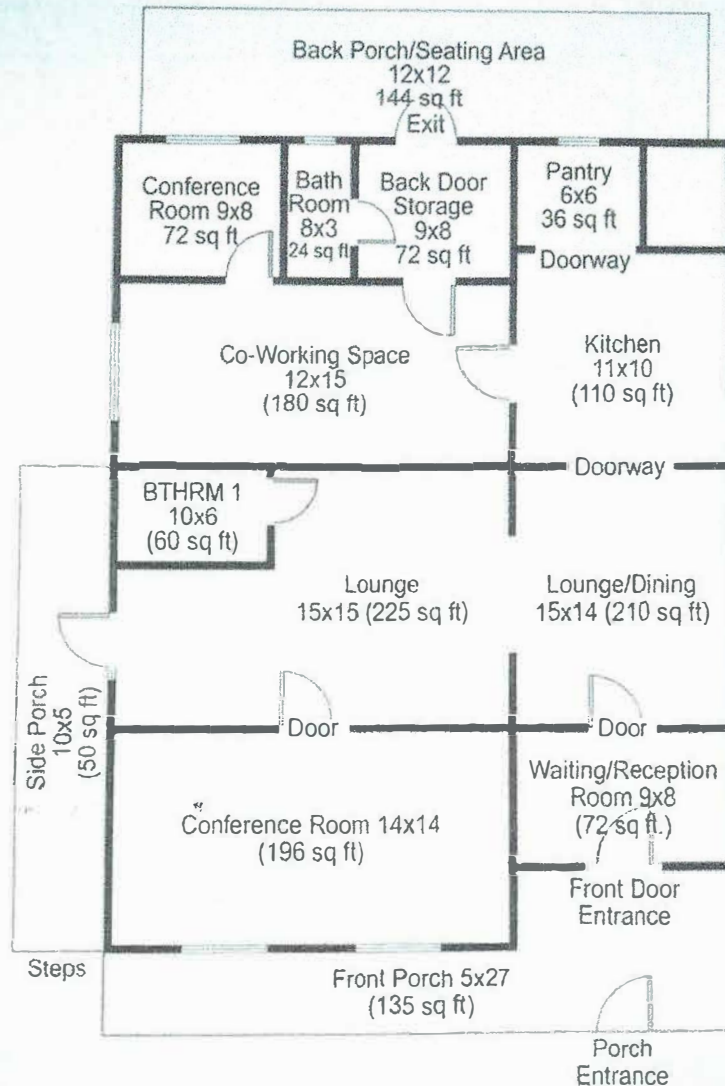 Back Porch/Seating Area
12x12
144 sq ft
Exit
Conference
Room 9x8
72 sq ft
Bath
Room
8x3
24 sq ft
Back Door
Storage
9x8
72 sq ft
Pantry
6x6
36 sq ft
Doorway
Co-Working Space
12x15
(180 sq ft)
Kitchen
11x10
(110 sq ft)
Doorway
BTHRM 1
10x6
(60 sq ft)
Lounge
15x15 (225 sq ft)
Lounge/Dining
15x14 (210 sq ft)
Side Porch
10x5
(50 sq ft)
Door
Door
Conference Room 14x14
(196 sq ft)
Waiting/Reception
Room 9x8
(72 sq ft.)
Front Door
Entrance
Steps
Front Porch 5x27
(135 sq ft)
Porch
Entrance